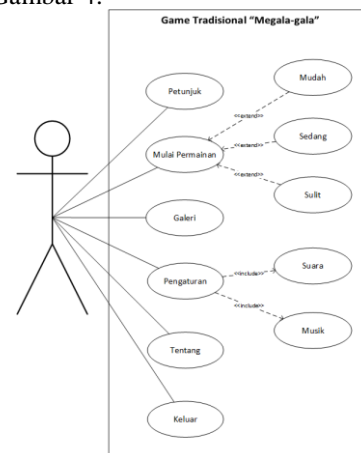 Gambar 4.
Game Tradisional “Megala-gala”
Mudah
Petunjuk
<<extend>>
Sedang
Mulai Permainan
<<extend>>
<<extend>>
Sulit
Galeri
Suara
<<include>>
Pengaturan
<<include>>
Musik
Tentang
Keluar